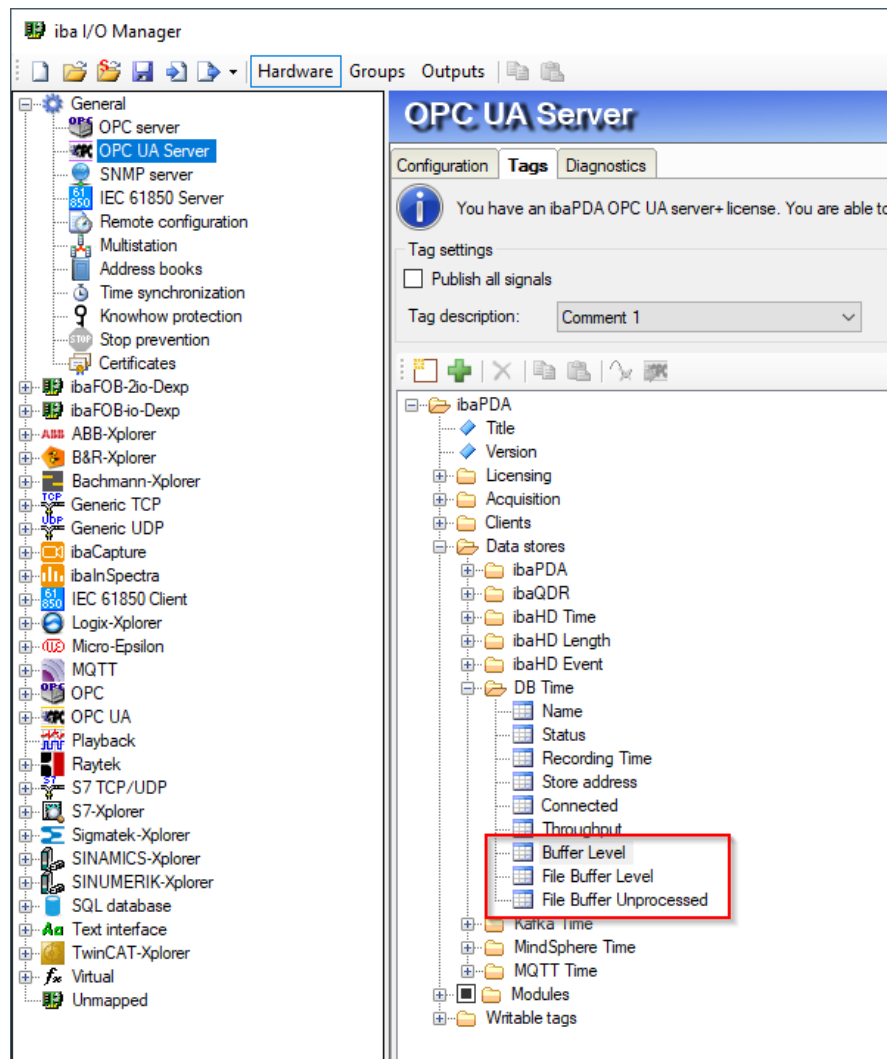 iba I/O Manager
Hardware Groups Outputs
General
OPC server
OPC UA Server
SNMP server
IEC 61850 Server
Remote configuration
Multistation
Address books
Time synchronization
Knowhow protection
Stop prevention
Certificates
ibaFOB-2io-Dexp
ibaFOB-io-Dexp
ABB-Xplorer
B&R-Xplorer
Bachmann-Xplorer
Generic TCP
Generic UDP
ibaCapture
ibaInSpectra
IEC 61850 Client
Logix-Xplorer
Micro-Epsilon
MQTT
OPC
OPC UA
Playback
Raytek
S7 TCP/UDP
S7-Xplorer
Sigmatek-Xplorer
SINAMICS-Xplorer
SINUMERIK-Xplorer
SQL database
Text interface
TwinCAT-Xplorer
Virtual
Unmapped
OPC UA Server
Configuration Tags Diagnostics
You have an ibaPDA OPC UA server+ license. You are able to
Tag settings
Publish all signals
Tag description: Comment 1
ibaPDA
Title
Version
Licensing
Acquisition
Clients
Data stores
ibaPDA
ibaQDR
ibaHD Time
ibaHD Length
ibaHD Event
DB Time
Name
Status
Recording Time
Store address
Connected
Throughput
Buffer Level
File Buffer Level
File Buffer Unprocessed
Kafka Time
MindSphere Time
MQTT Time
Modules
Writable tags